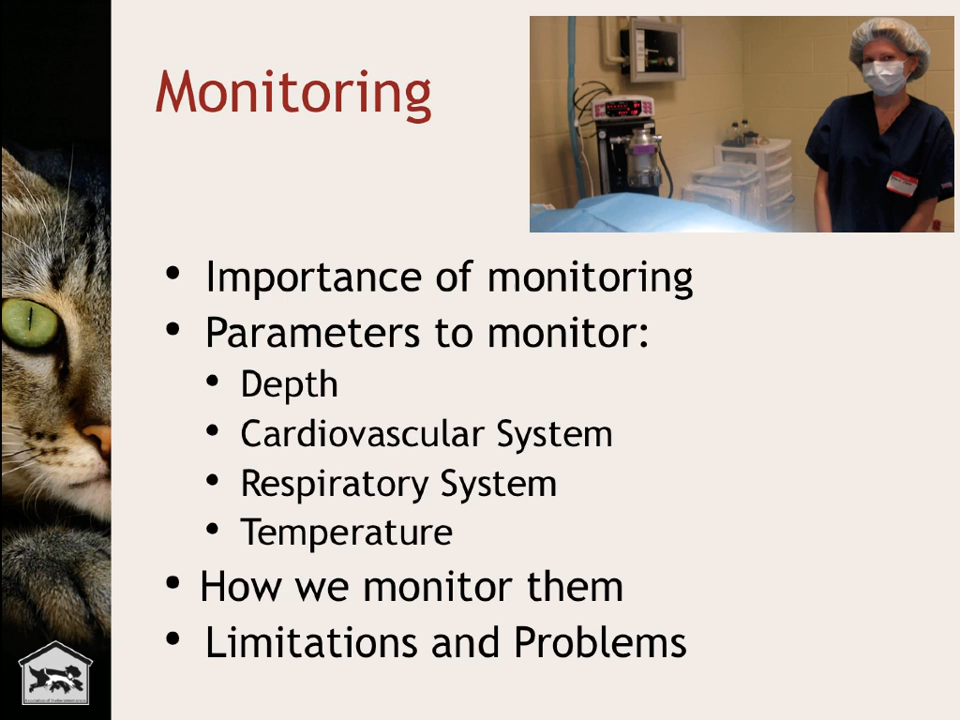 Monitoring
• Importance of monitoring
• Parameters to monitor:
• Depth
• Cardiovascular System
• Respiratory System
• Temperature
• How we monitor them
• Limitations and Problems